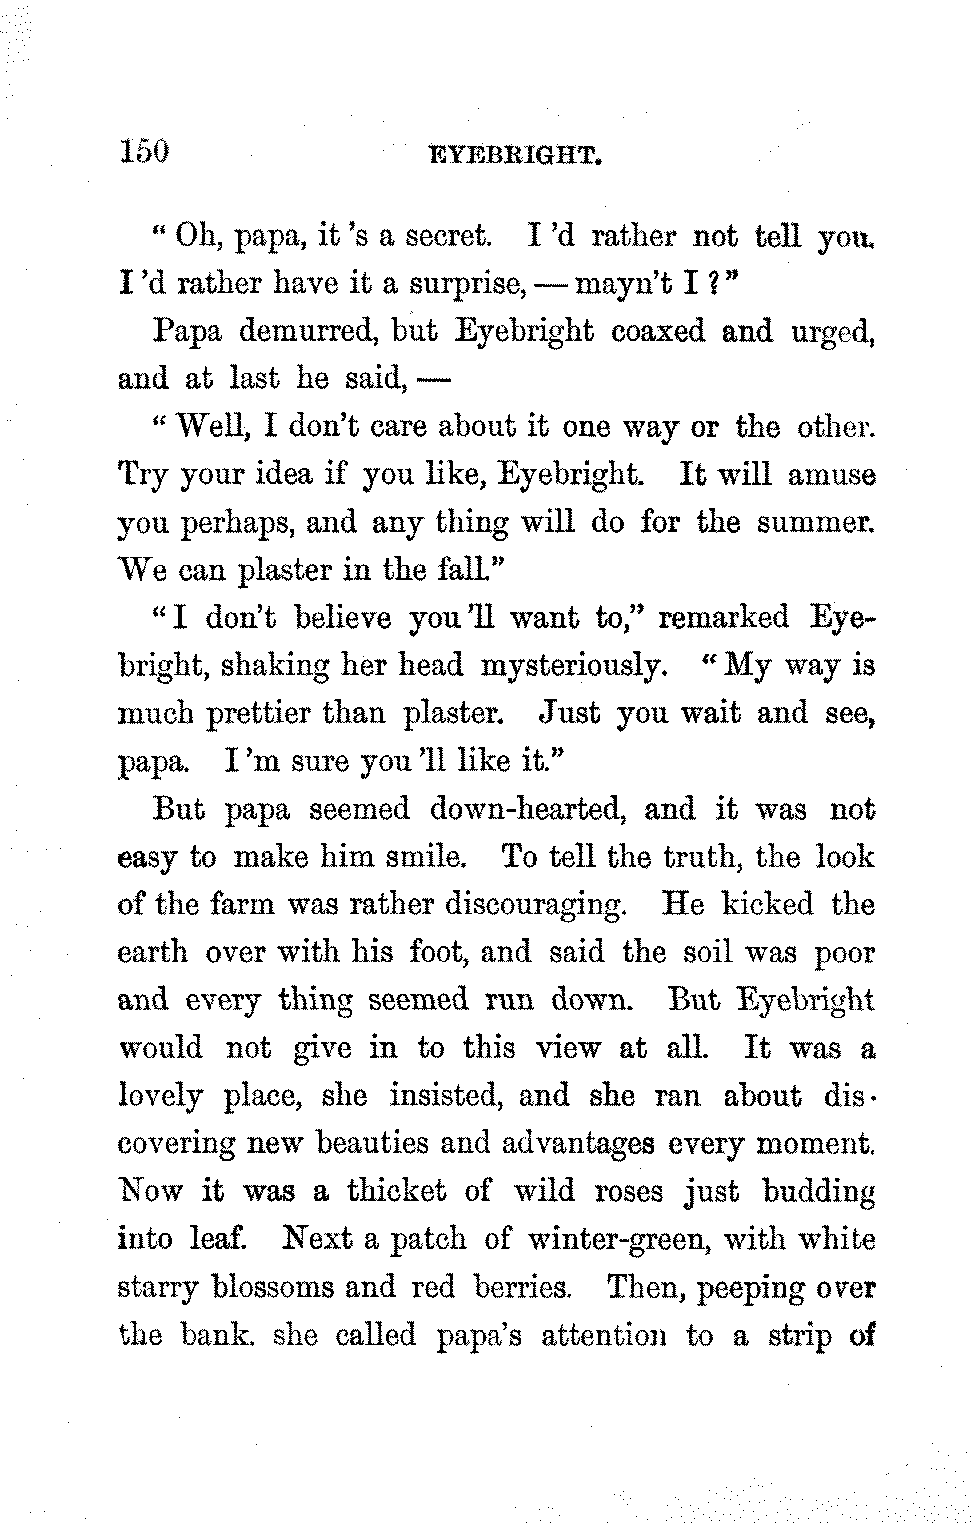 150 EYEBRIGHT.
“ Oh, papa, it ’s a secret. I ’d rather not tell you.
I ’d rather have it a surprise, — mayn’t I ?”
Papa demurred, but Eyebright coaxed and urged,
and at last he said, —
“ Well, I don’t care about it one way or the other.
Try your idea if you like, Eyebright. It will amuse
you perhaps, and any thing will do for the summer.
We can plaster in the fall.”
“ I don’t believe you ’ll want to,” remarked Eye-
bright, shaking her head mysteriously. “ My way is
much prettier than plaster. Just you wait and see,
papa. I ’m sure you ’ll like it.”
But papa seemed down-hearted, and it was not
easy to make him smile. To tell the truth, the look
of the farm was rather discouraging. He kicked the
earth over with his foot, and said the soil was poor
and every thing seemed run down. But Eyebright
would not give in to this view at all. It was a
lovely place, she insisted, and she ran about dis-
covering new beauties and advantages every moment.
Now it was a thicket of wild roses just budding
into leaf. Next a patch of winter-green, with white
starry blossoms and red berries. Then, peeping over
the bank. she called papa’s attention to a strip of